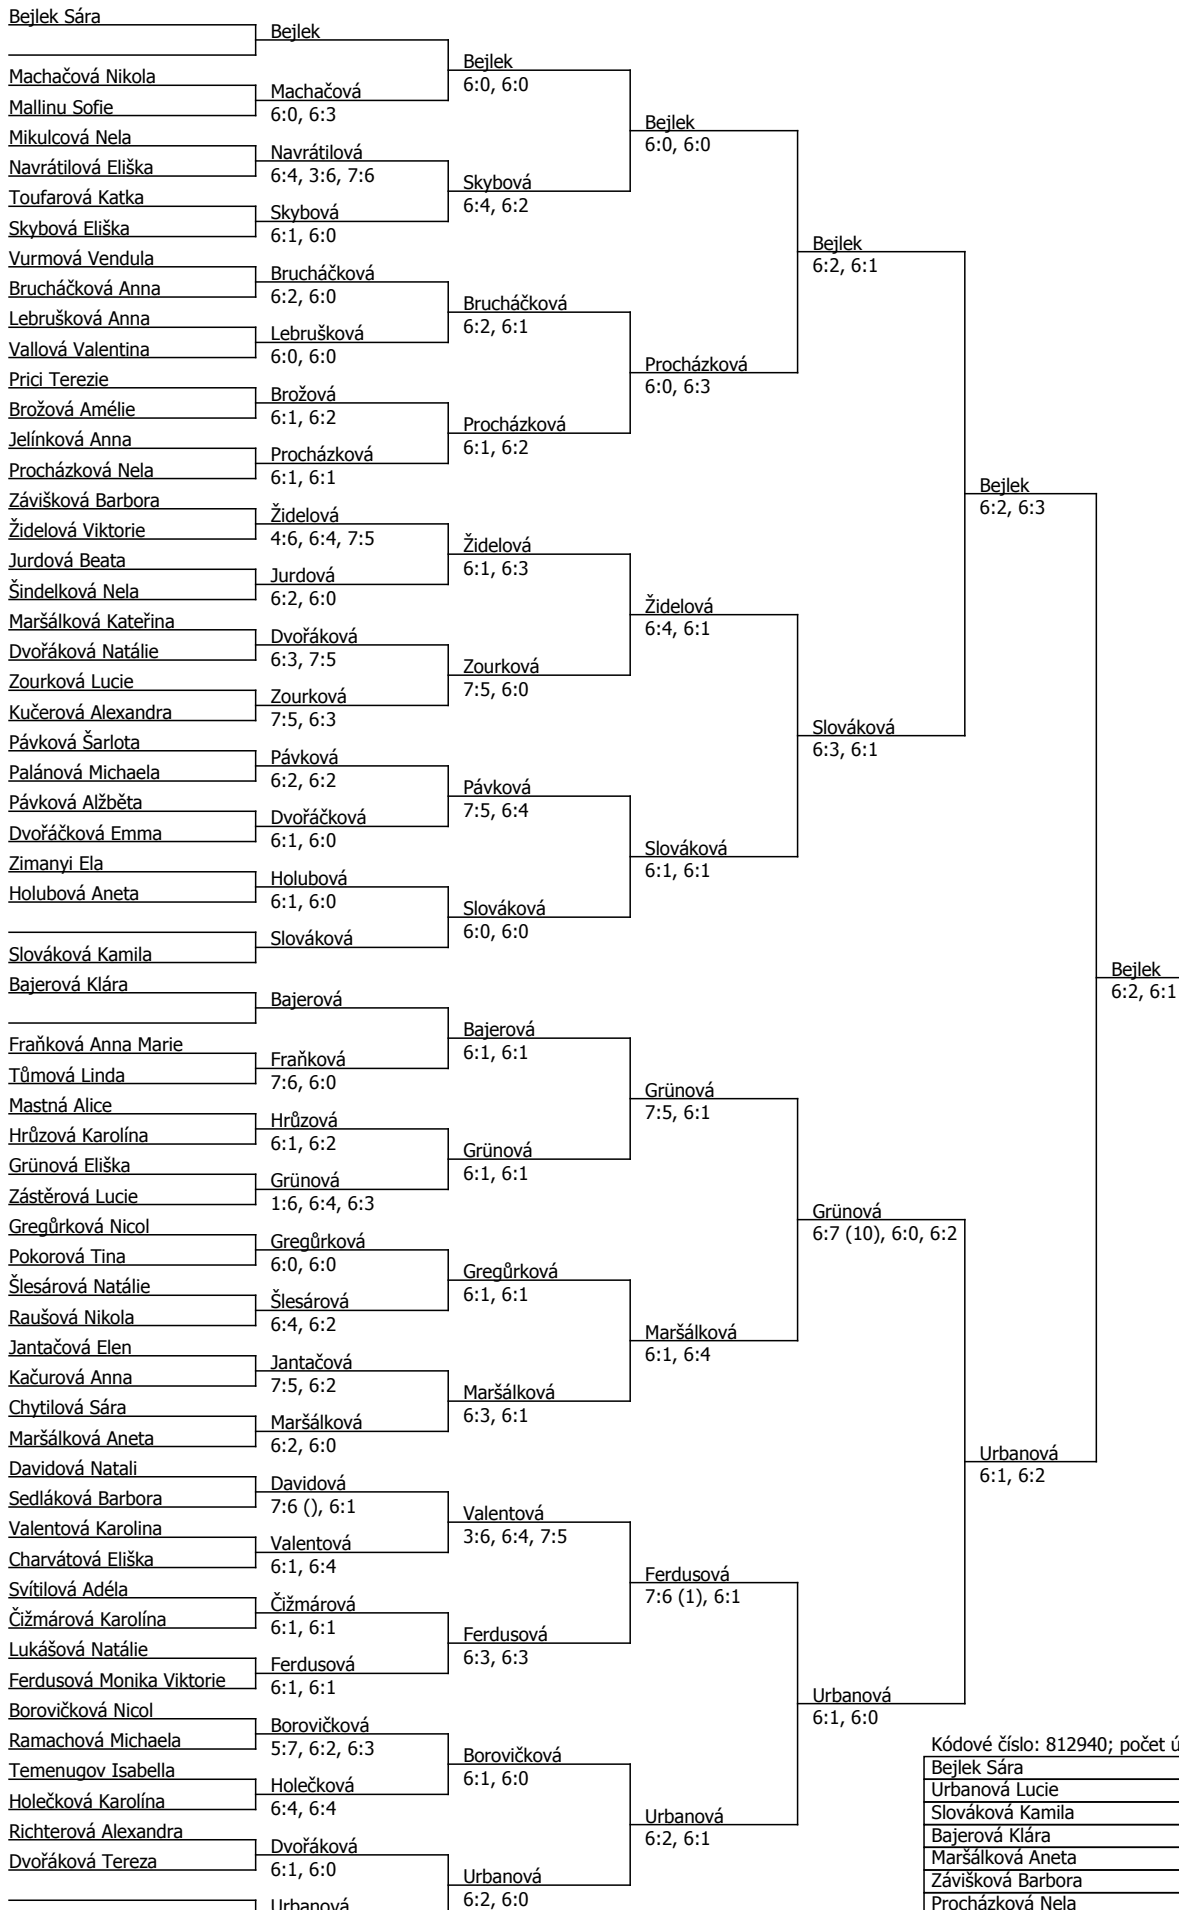 Bejlek Sára
Machačová Nikola
Mallinu Sofie
Mikulcová Nela
Navrátilová Eliška
Toufarová Katka
Skybová Eliška
Vurmová Vendula
Brucháčková Anna
Lebrušková Anna
Vallová Valentina
Prici Terezie
Brožová Amélie
Jelínková Anna
Procházková Nela
Závišková Barbora
Židelová Viktorie
Jurdová Beata
Šindelková Nela
Maršálková Kateřina
Dvořáková Natálie
Zourková Lucie
Kučerová Alexandra
Pávková Šarlota
Palánová Michaela
Pávková Alžběta
Dvořáčková Emma
Zimanyi Ela
Holubová Aneta
Slováková Kamila
Bajerová Klára
Fraňková Anna Marie
Tůmová Linda
Mastná Alice
Hrůzová Karolína
Grünová Eliška
Zástěrová Lucie
Gregůrková Nicol
Pokorová Tina
Šlesárová Natálie
Raušová Nikola
Jantačová Elen
Kačurová Anna
Chytilová Sára
Maršálková Aneta
Davidová Natali
Sedláková Barbora
Valentová Karolina
Charvátová Eliška
Svítilová Adéla
Čižmárová Karolína
Lukášová Natálie
Ferdusová Monika Viktorie
Borovičková Nicol
Ramachová Michaela
Temenugov Isabella
Holečková Karolína
Richterová Alexandra
Dvořáková Tereza
Bejlek
Machačová
6:0, 6:3
Navrátilová
6:4, 3:6, 7:6
Skybová
6:1, 6:0
Brucháčková
6:2, 6:0
Lebrušková
6:0, 6:0
Brožová
6:1, 6:2
Procházková
6:1, 6:1
Židelová
4:6, 6:4, 7:5
Jurdová
6:2, 6:0
Dvořáková
6:3, 7:5
Zourková
7:5, 6:3
Pávková
6:2, 6:2
Dvořáčková
6:1, 6:0
Holubová
6:1, 6:0
Slováková
Bajerová
Fraňková
7:6, 6:0
Hrůzová
6:1, 6:2
Grünová
1:6, 6:4, 6:3
Gregůrková
6:0, 6:0
Šlesárová
6:4, 6:2
Jantačová
7:5, 6:2
Maršálková
6:2, 6:0
Davidová
7:6 (), 6:1
Valentová
6:1, 6:4
Čižmárová
6:1, 6:1
Ferdusová
6:1, 6:1
Borovičková
5:7, 6:2, 6:3
Holečková
6:4, 6:4
Dvořáková
6:1, 6:0
Urbanová
Bejlek
6:0, 6:0
Skybová
6:4, 6:2
Brucháčková
6:2, 6:1
Procházková
6:1, 6:2
Židelová
6:1, 6:3
Zourková
7:5, 6:0
Pávková
7:5, 6:4
Slováková
6:0, 6:0
Bajerová
6:1, 6:1
Grünová
6:1, 6:1
Gregůrková
6:1, 6:1
Maršálková
6:3, 6:1
Valentová
3:6, 6:4, 7:5
Ferdusová
6:3, 6:3
Borovičková
6:1, 6:0
Urbanová
6:2, 6:0
Bejlek
6:0, 6:0
Procházková
6:0, 6:3
Židelová
6:4, 6:1
Slováková
6:1, 6:1
Grünová
7:5, 6:1
Maršálková
6:1, 6:4
Ferdusová
7:6 (1), 6:1
Urbanová
6:2, 6:1
Bejlek
6:2, 6:1
Slováková
6:3, 6:1
Grünová
6:7 (10), 6:0, 6:2
Urbanová
6:1, 6:0
Bejlek
6:2, 6:3
Urbanová
6:1, 6:2
Bejlek
6:2, 6:1
Kódové číslo: 812940; počet ú
Bejlek Sára
Urbanová Lucie
Slováková Kamila
Bajerová Klára
Maršálková Aneta
Závišková Barbora
Procházková Nela